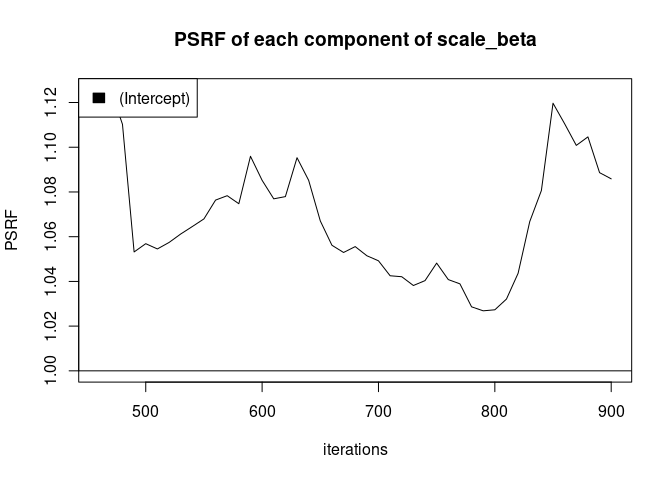 PSRF of each component of scale_beta
(Intercept)
PSRF
1.12
1.10
1.08
1.06
1.04
1.02
1.00
500 600 700 800 900
iterations